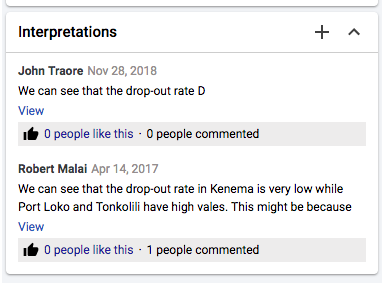 Interpretations
John Traore Nov 28, 2018
We can see that the drop-out rate D
View
0 people like this · 0 people commented
Robert Malai Apr 14, 2017
We can see that the drop-out rate in Kenema is very low while
Port Loko and Tonkolili have high vales. This might be because
View
0 people like this · 1 people commented